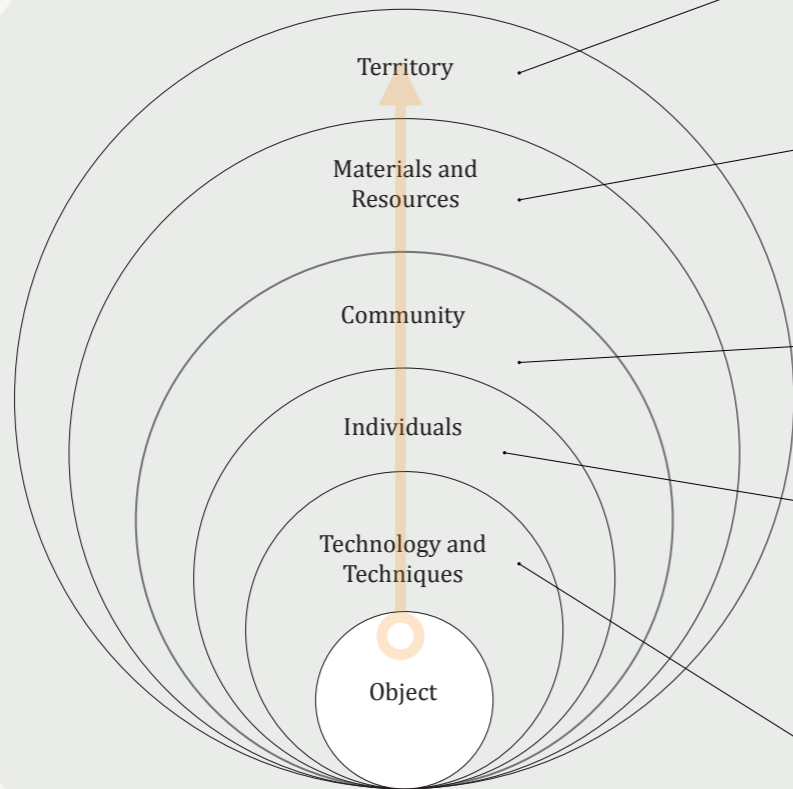 Territory
Materials and
Resources
Community
Individuals
Technology and
Techniques
Object